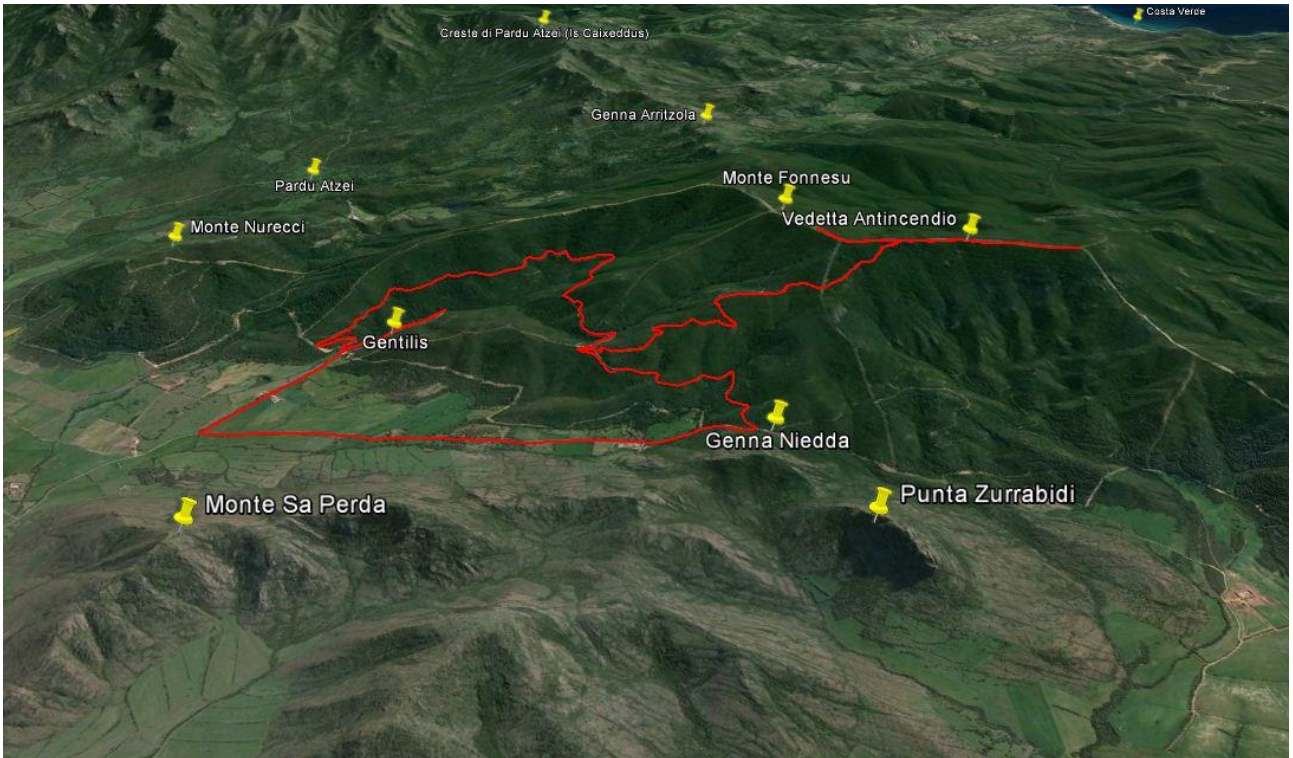 Costa Verde
Creste di Pardu Atzei (Is Caixeddus)
Genna Arritzola
Pardu Atzei
Monte Fonnesu
Vedetta Antincendio
Monte Nurecci
Gentilis
Genna Niedda
Monte Sa Perda
Punta Zurrabidi